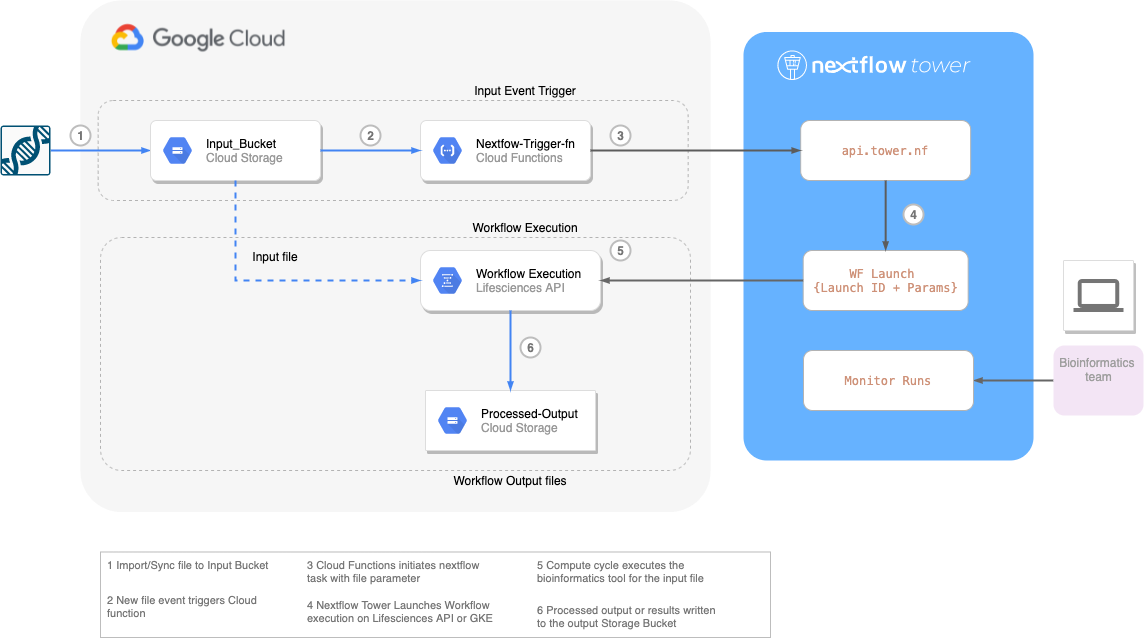 Google Cloud
nextflow tower
Input Event Trigger
1
Input_Bucket
Cloud Storage
2
Nextfow-Trigger-fn
Cloud Functions
3
api.tower.nf
4
Workflow Execution
Input file
Workflow Execution
Lifesciences API
5
WF Launch
{Launch ID + Params}
6
Processed-Output
Cloud Storage
Monitor Runs
Bioinformatics
team
Workflow Output files
1 Import/Sync file to Input Bucket
2 New file event triggers Cloud
function
3 Cloud Functions initiates nextflow
task with file parameter
4 Nextflow Tower Launches Workflow
execution on Lifesciences API or GKE
5 Compute cycle executes the
bioinformatics tool for the input file
6 Processed output or results written
to the output Storage Bucket